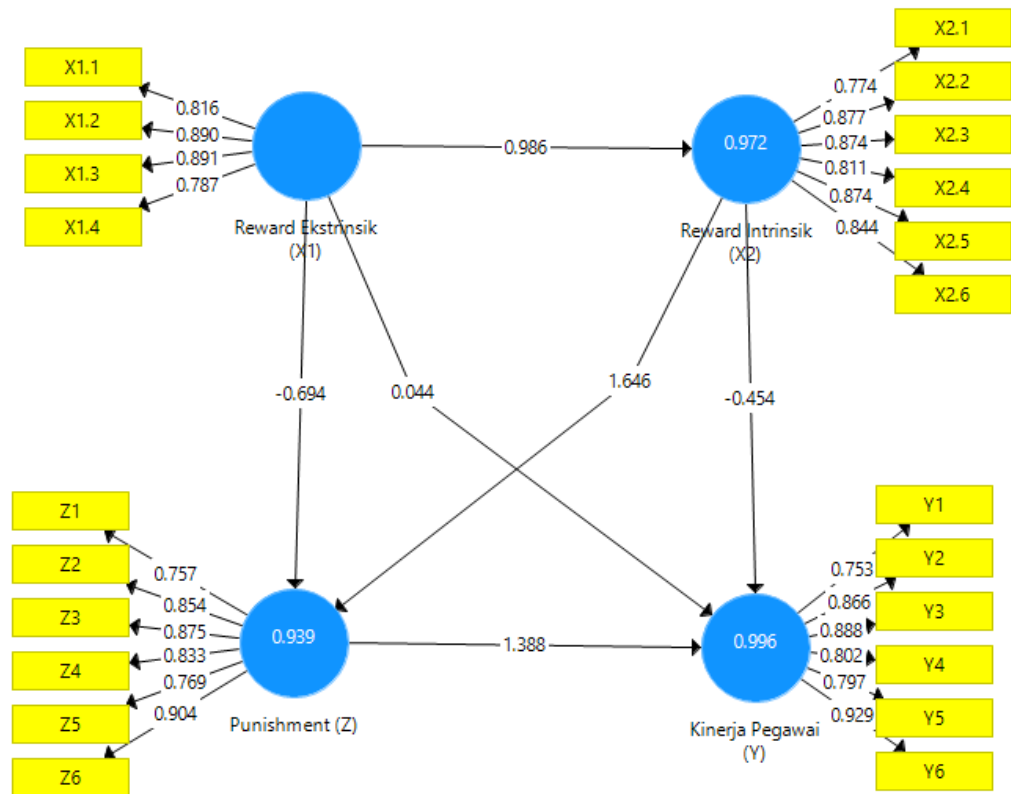 X1.1
X1.2
X1.3
X1.4
0.816
0.890
0.891
0.787
Reward Ekstrinsik
(X1)
0.986
0.972
Reward Intrinsik
(X2)
0.774
0.877
0.874
0.811
0.874
0.844
X2.1
X2.2
X2.3
X2.4
X2.5
X2.6
-0.694
0.044
1.646
-0.454
Z1
Z2
Z3
Z4
Z5
Z6
0.757
0.854
0.875
0.833
0.769
0.904
0.939
Punishment (Z)
1.388
0.996
Kinerja Pegawai
(Y)
0.753
0.866
0.888
0.802
0.797
0.929
Y1
Y2
Y3
Y4
Y5
Y6